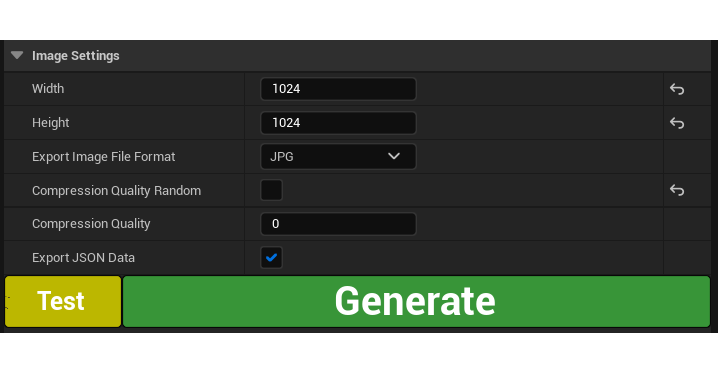 Image Settings
Width 1024
Height 1024
Export Image File Format JPG
Compression Quality Random
Compression Quality 0
Export JSON Data
Test Generate